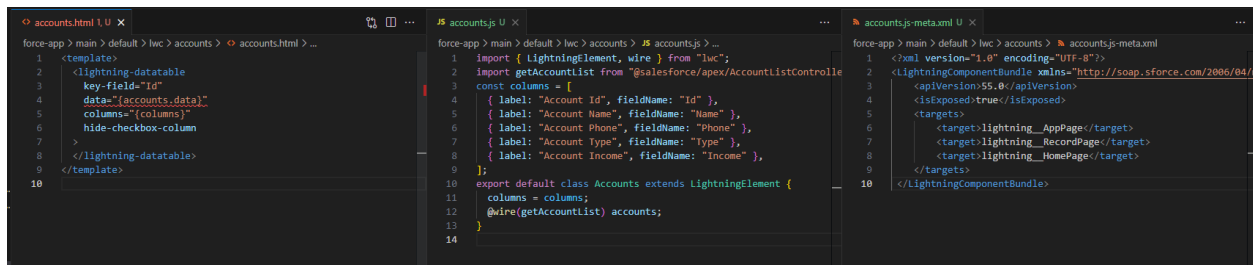 accounts.html 1, U
force-app > main > default > lwc > accounts > accounts.html > ...
1 <template>
2 <lightning-datatable
3 key-field="Id"
4 data="{accounts.data}"
5 columns="{columns}"
6 hide-checkbox-column
7 >
8 </lightning-datatable>
9 </template>
10
JS accounts.js U
force-app > main > default > lwc > accounts > JS accounts.js > ...
1 import { LightningElement, wire } from "lwc";
2 import getAccountList from "@salesforce/apex/AccountListControlle
3 const columns = [
4 { label: "Account Id", fieldName: "Id" },
5 { label: "Account Name", fieldName: "Name" },
6 { label: "Account Phone", fieldName: "Phone" },
7 { label: "Account Type", fieldName: "Type" },
8 { label: "Account Income", fieldName: "Income" },
9 ];
10 export default class Accounts extends LightningElement {
11 columns = columns;
12 @wire(getAccountList) accounts;
13 }
14
accounts.js-meta.xml U
force-app > main > default > lwc > accounts > accounts.js-meta.xml
1 <?xml version="1.0" encoding="UTF-8"?>
2 <LightningComponentBundle xmlns="http://soap.sforce.com/2006/04/
3 <apiVersion>55.0</apiVersion>
4 <isExposed>true</isExposed>
5 <targets>
6 <target>lightning__AppPage</target>
7 <target>lightning__RecordPage</target>
8 <target>lightning__HomePage</target>
9 </targets>
10 </LightningComponentBundle>